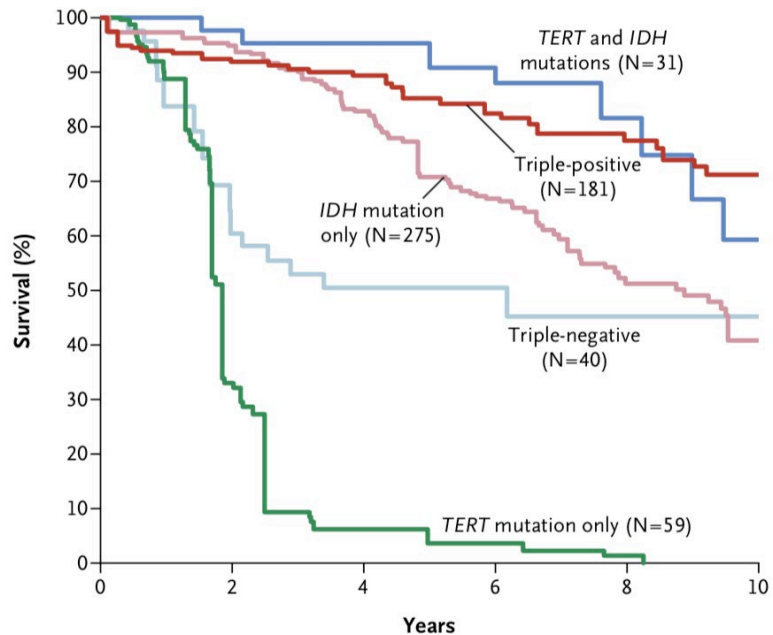 100
90
80
70
60
50
40
30
20
10
0
Survival (%)
TERT and IDH
mutations (N=31)
Triple-positive
(N=181)
IDH mutation
only (N=275)
Triple-negative
(N=40)
TERT mutation only (N=59)
0 2 4 6 8 10
Years